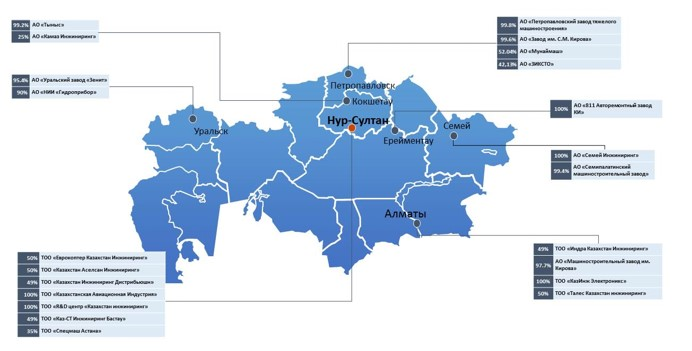 99.2% АО «Тыныс»
25% АО «Камаз Инжиниринг»
99.8% АО «Петропавловский завод тяжелого
машиностроения»
99.6% АО «Завод им. С.М. Кирова»
52.04% АО «Мунаймаш»
42,13% АО «ЗИКСТО»
95.4% АО «Уральский завод «Зенит»
90% АО «НИИ «Гидроприбор»
Петропавловск
Кокшетау
100% АО «811 Авторемонтный завод
КИ»
Нур-Султан
Уральск
Семей
Ерейментау
100% АО «Семей Инжиниринг»
99.4% АО «Семипалатинский
машиностроительный завод»
Алматы
50% ТОО «Еврокоптер Казахстан Инжиниринг»
50% ТОО «Казахстан Аселсан Инжиниринг»
49% ТОО «Казахстан Инжиниринг Дистрибьюшн»
100% ТОО «Казахстанская Авиационная Индустрия»
100% ТОО «R&D центр «Казахстан инжиниринг»
49% ТОО «Каз-СТ Инжиниринг Бастау»
35% ТОО «Спецмаш Астана»
49% ТОО «Индра Казахстан Инжиниринг»
97.7% АО «Машиностроительный завод им.
Кирова»
100% ТОО «КазИнж Электроникс»
50% ТОО «Талес Казахстан инжиниринг»